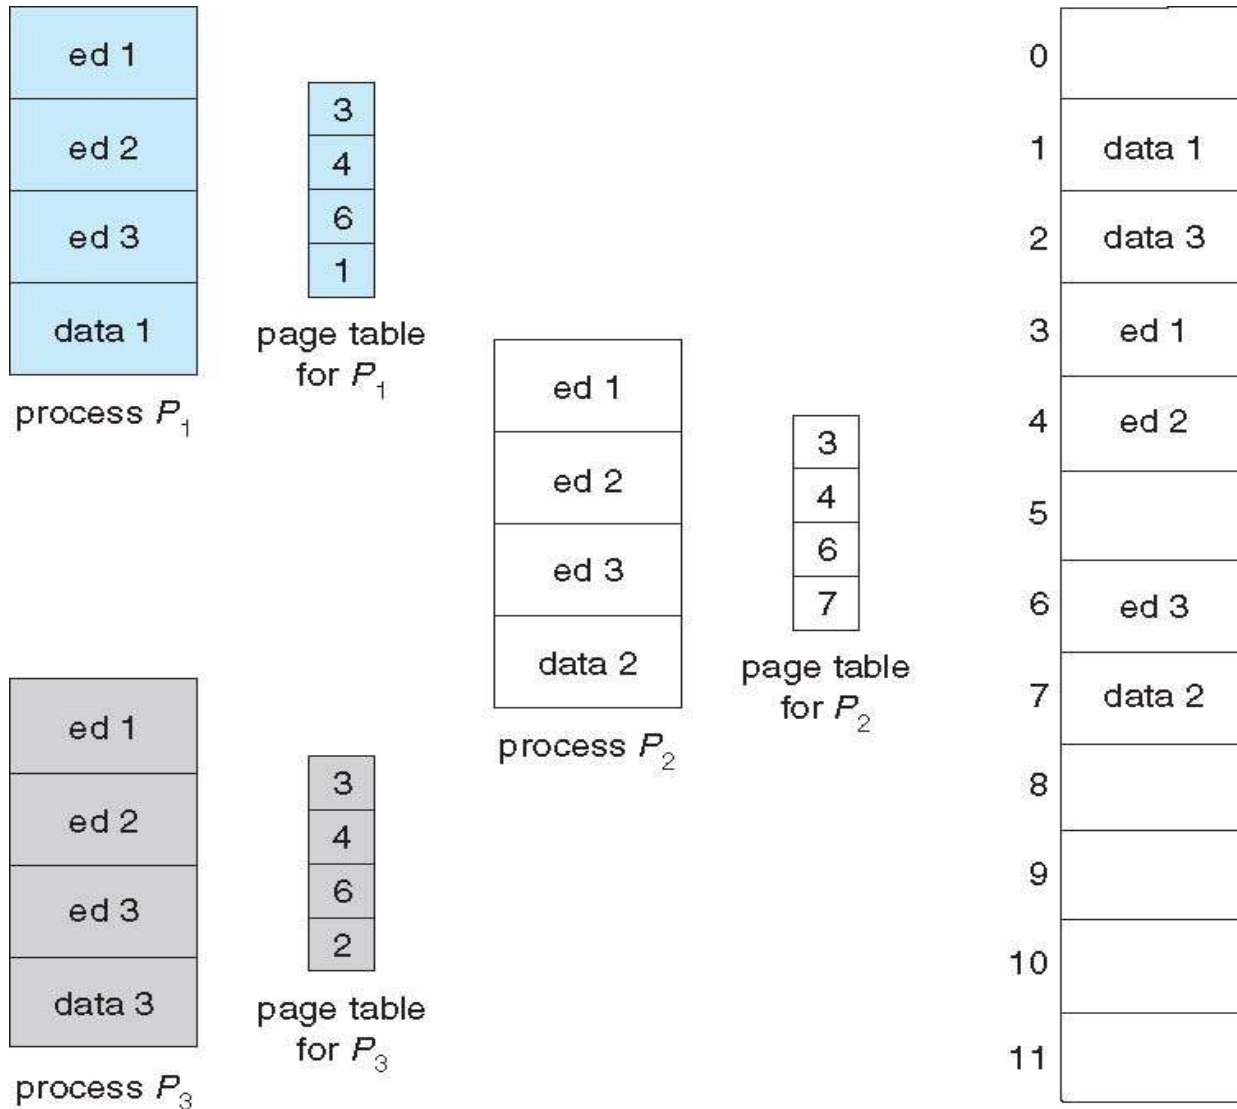 ed 1
ed 2
ed 3
data 1
process P1
3
4
6
1
page table
for P1
ed 1
ed 2
ed 3
data 2
process P2
3
4
6
7
page table
for P2
ed 1
ed 2
ed 3
data 3
process P3
3
4
6
2
page table
for P3
0
1 data 1
2 data 3
3 ed 1
4 ed 2
5
6 ed 3
7 data 2
8
9
10
11